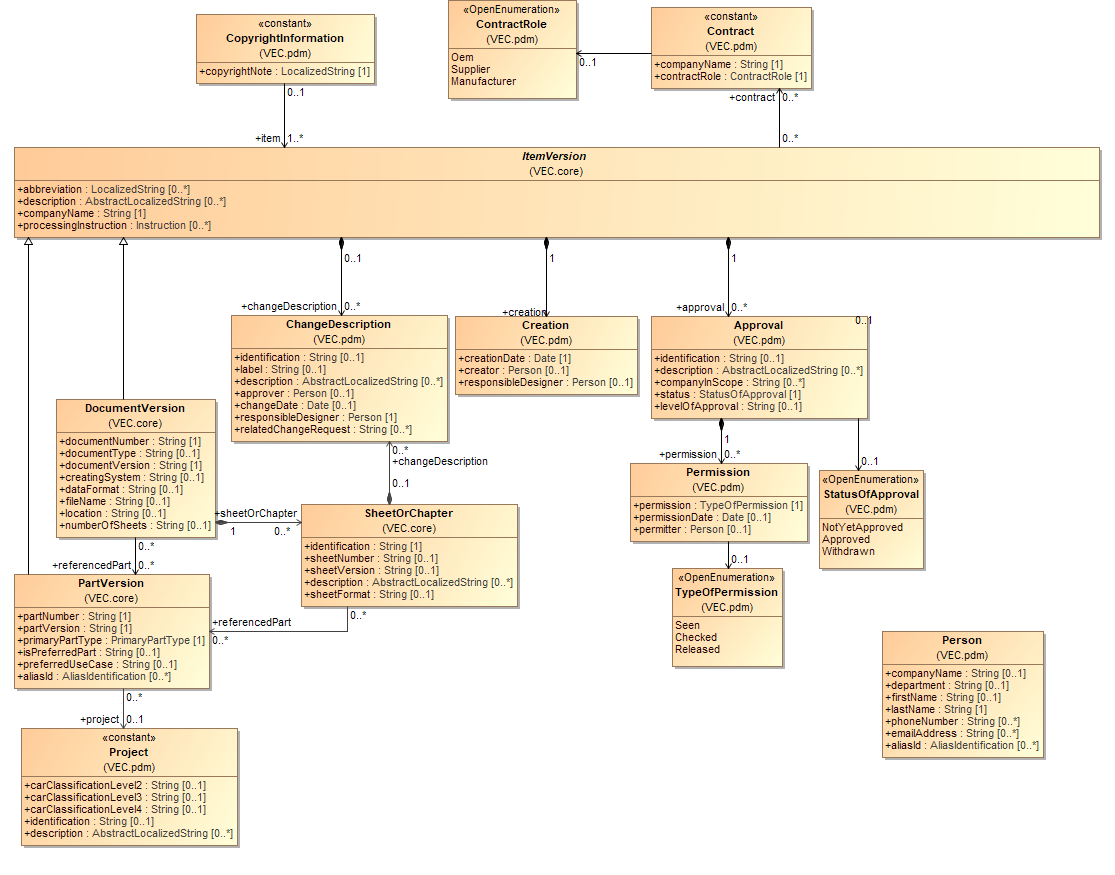 «constant»
CopyrightInformation
(VEC.pdm)
+copyrightNote : LocalizedString [1]
«OpenEnumeration»
ContractRole
(VEC.pdm)
Oem
Supplier
Manufacturer
0..1
«constant»
Contract
(VEC.pdm)
+companyName : String [1]
+contractRole : ContractRole [1]
+contract
0..*
0..*
0..1
+item
1..*
ItemVersion
(VEC.core)
+abbreviation : LocalizedString [0..*]
+description : AbstractLocalizedString [0..*]
+companyName : String [1]
+processingInstruction : Instruction [0..*]
0..1
+changeDescription
0..*
1
+creation
1
+approval
0..*
ChangeDescription
(VEC.pdm)
+identification : String [0..1]
+label : String [0..1]
+description : AbstractLocalizedString [0..*]
+approver : Person [0..1]
+changeDate : Date [0..1]
+responsibleDesigner : Person [1]
+relatedChangeRequest : String [0..*]
Creation
(VEC.pdm)
+creationDate : Date [1]
+creator : Person [0..1]
+responsibleDesigner : Person [0..1]
Approval
(VEC.pdm)
+identification : String [0..1]
+description : AbstractLocalizedString [0..*]
+companyInScope : String [0..*]
+status : StatusOfApproval [1]
+levelOfApproval : String [0..1]
0..1
DocumentVersion
(VEC.core)
+documentNumber : String [1]
+documentType : String [0..1]
+documentVersion : String [1]
+creatingSystem : String [0..1]
+dataFormat : String [0..1]
+fileName : String [0..1]
+location : String [0..1]
+numberOfSheets : String [0..1]
0..*
+changeDescription
0..1
+sheetOrChapter
1
0..*
SheetOrChapter
(VEC.core)
+identification : String [1]
+sheetNumber : String [0..1]
+sheetVersion : String [0..1]
+description : AbstractLocalizedString [0..*]
+sheetFormat : String [0..1]
1
+permission
0..*
Permission
(VEC.pdm)
+permission : TypeOfPermission [1]
+permissionDate : Date [0..1]
+permitter : Person [0..1]
0..1
«OpenEnumeration»
StatusOfApproval
(VEC.pdm)
NotYetApproved
Approved
Withdrawn
0..1
«OpenEnumeration»
TypeOfPermission
(VEC.pdm)
Seen
Checked
Released
0..*
+referencedPart
0..*
PartVersion
(VEC.core)
+partNumber : String [1]
+partVersion : String [1]
+primaryPartType : PrimaryPartType [1]
+isPreferredPart : String [0..1]
+preferredUseCase : String [0..1]
+aliasId : AliasIdentification [0..*]
0..*
+referencedPart
0..*
0..*
+project
0..1
«constant»
Project
(VEC.pdm)
+carClassificationLevel2 : String [0..1]
+carClassificationLevel3 : String [0..1]
+carClassificationLevel4 : String [0..1]
+identification : String [0..1]
+description : AbstractLocalizedString [0..*]
Person
(VEC.pdm)
+companyName : String [0..1]
+department : String [0..1]
+firstName : String [0..1]
+lastName : String [1]
+phoneNumber : String [0..*]
+emailAddress : String [0..*]
+aliasId : AliasIdentification [0..*]